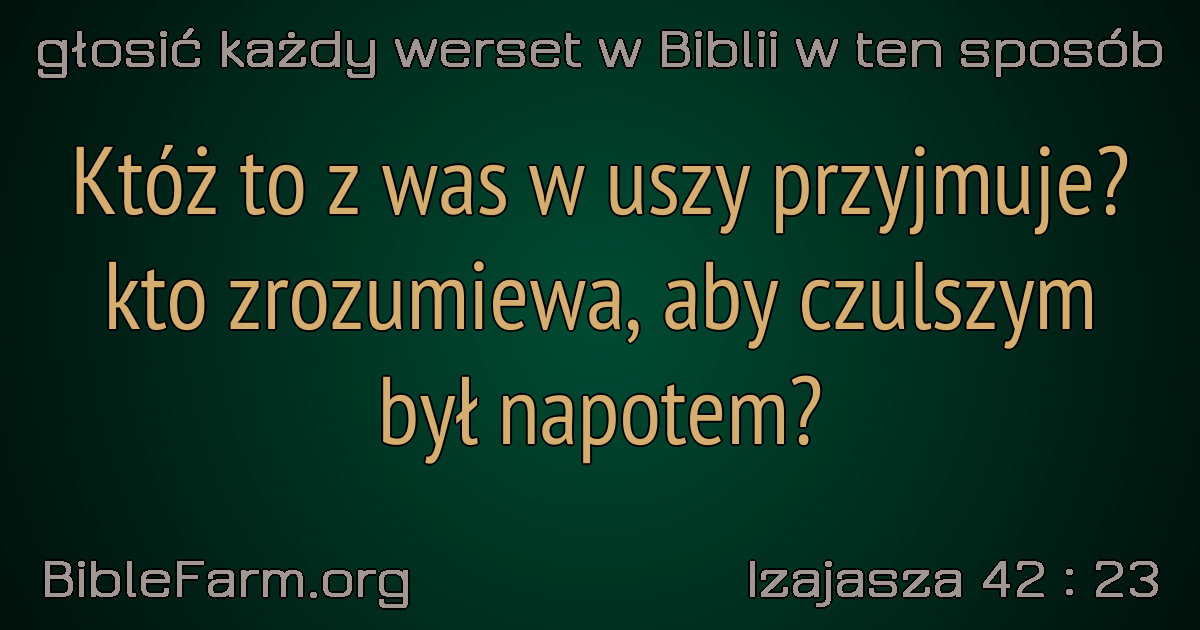 głosić każdy werset w Biblii w ten sposób
Któż to z was w uszy przyjmuje?
kto zrozumiewa, aby czulszym
był napotem?
BibleFarm.org
Izajasza 42 : 23